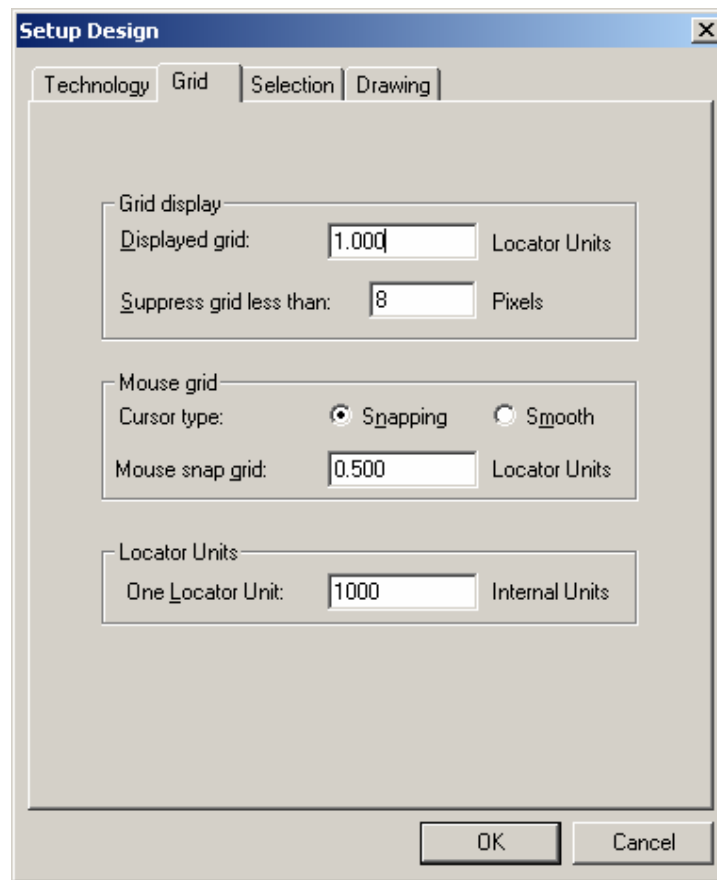 Setup Design
Technology Grid Selection Drawing
Grid display
Displayed grid: 1.000 Locator Units
Suppress grid less than: 8 Pixels
Mouse grid
Cursor type: Snapping Smooth
Mouse snap grid: 0.500 Locator Units
Locator Units
One Locator Unit: 1000 Internal Units
OK Cancel